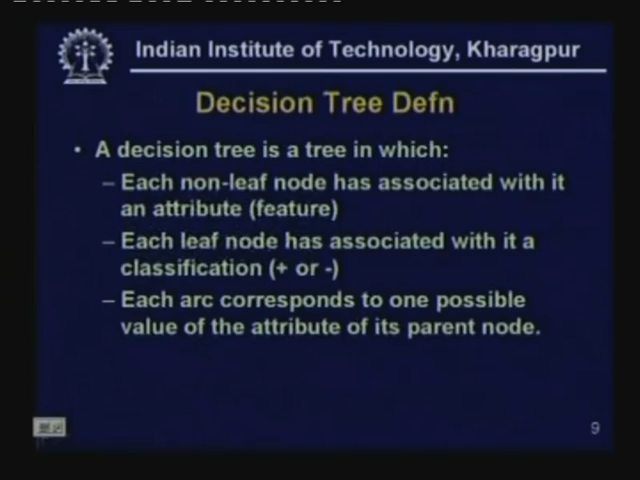 Indian Institute of Technology, Kharagpur
Decision Tree Defn
• A decision tree is a tree in which:
– Each non-leaf node has associated with it
an attribute (feature)
– Each leaf node has associated with it a
classification (+ or -)
– Each arc corresponds to one possible
value of the attribute of its parent node.
9